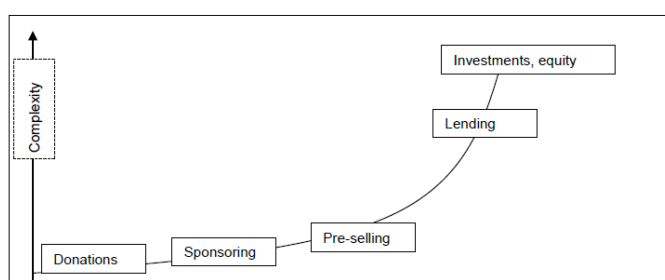 Investments, equity
Complexity
Lending
Pre-selling
Sponsoring
Donations